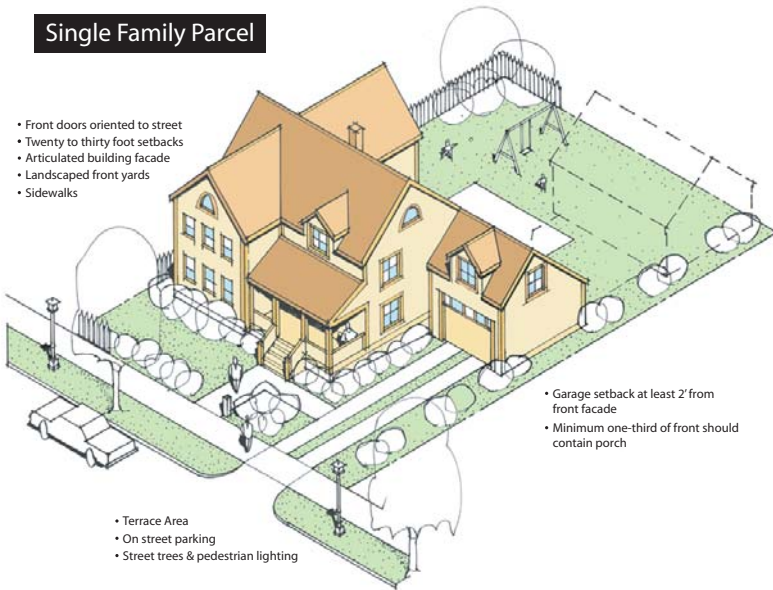 Single Family Parcel
• Front doors oriented to street
• Twenty to thirty foot setbacks
• Articulated building facade
• Landscaped front yards
• Sidewalks
• Garage setback at least 2' from
front facade
• Minimum one-third of front should
contain porch
• Terrace Area
• On street parking
• Street trees & pedestrian lighting